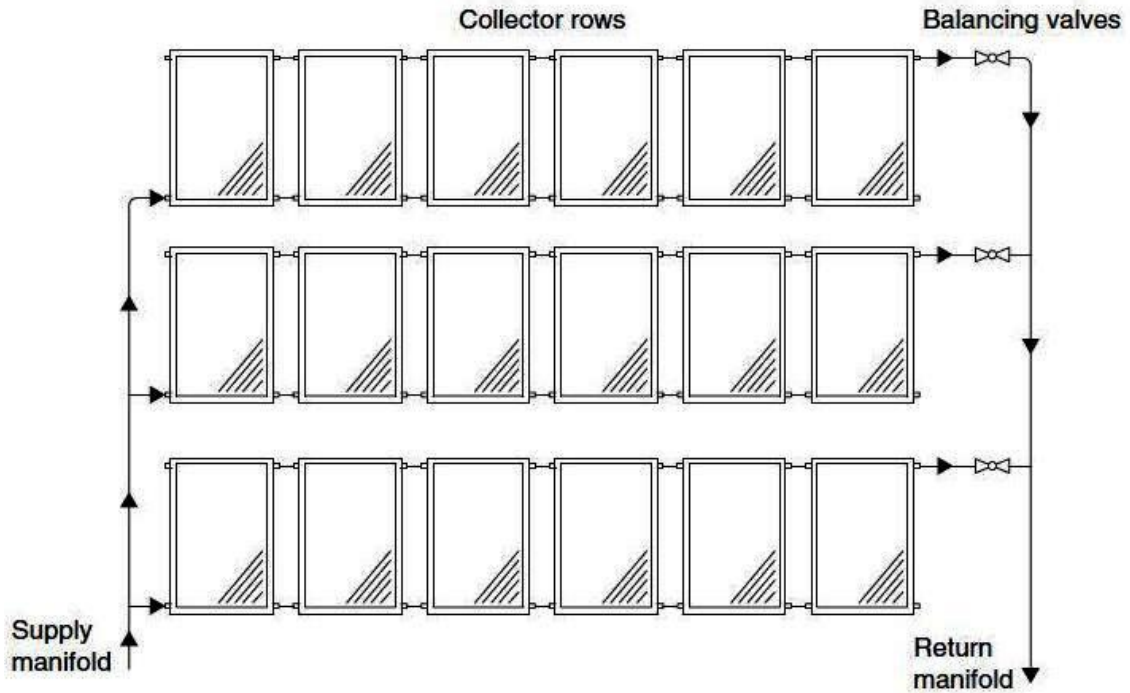 Collector rows
Balancing valves
Supply
manifold
Return
manifold